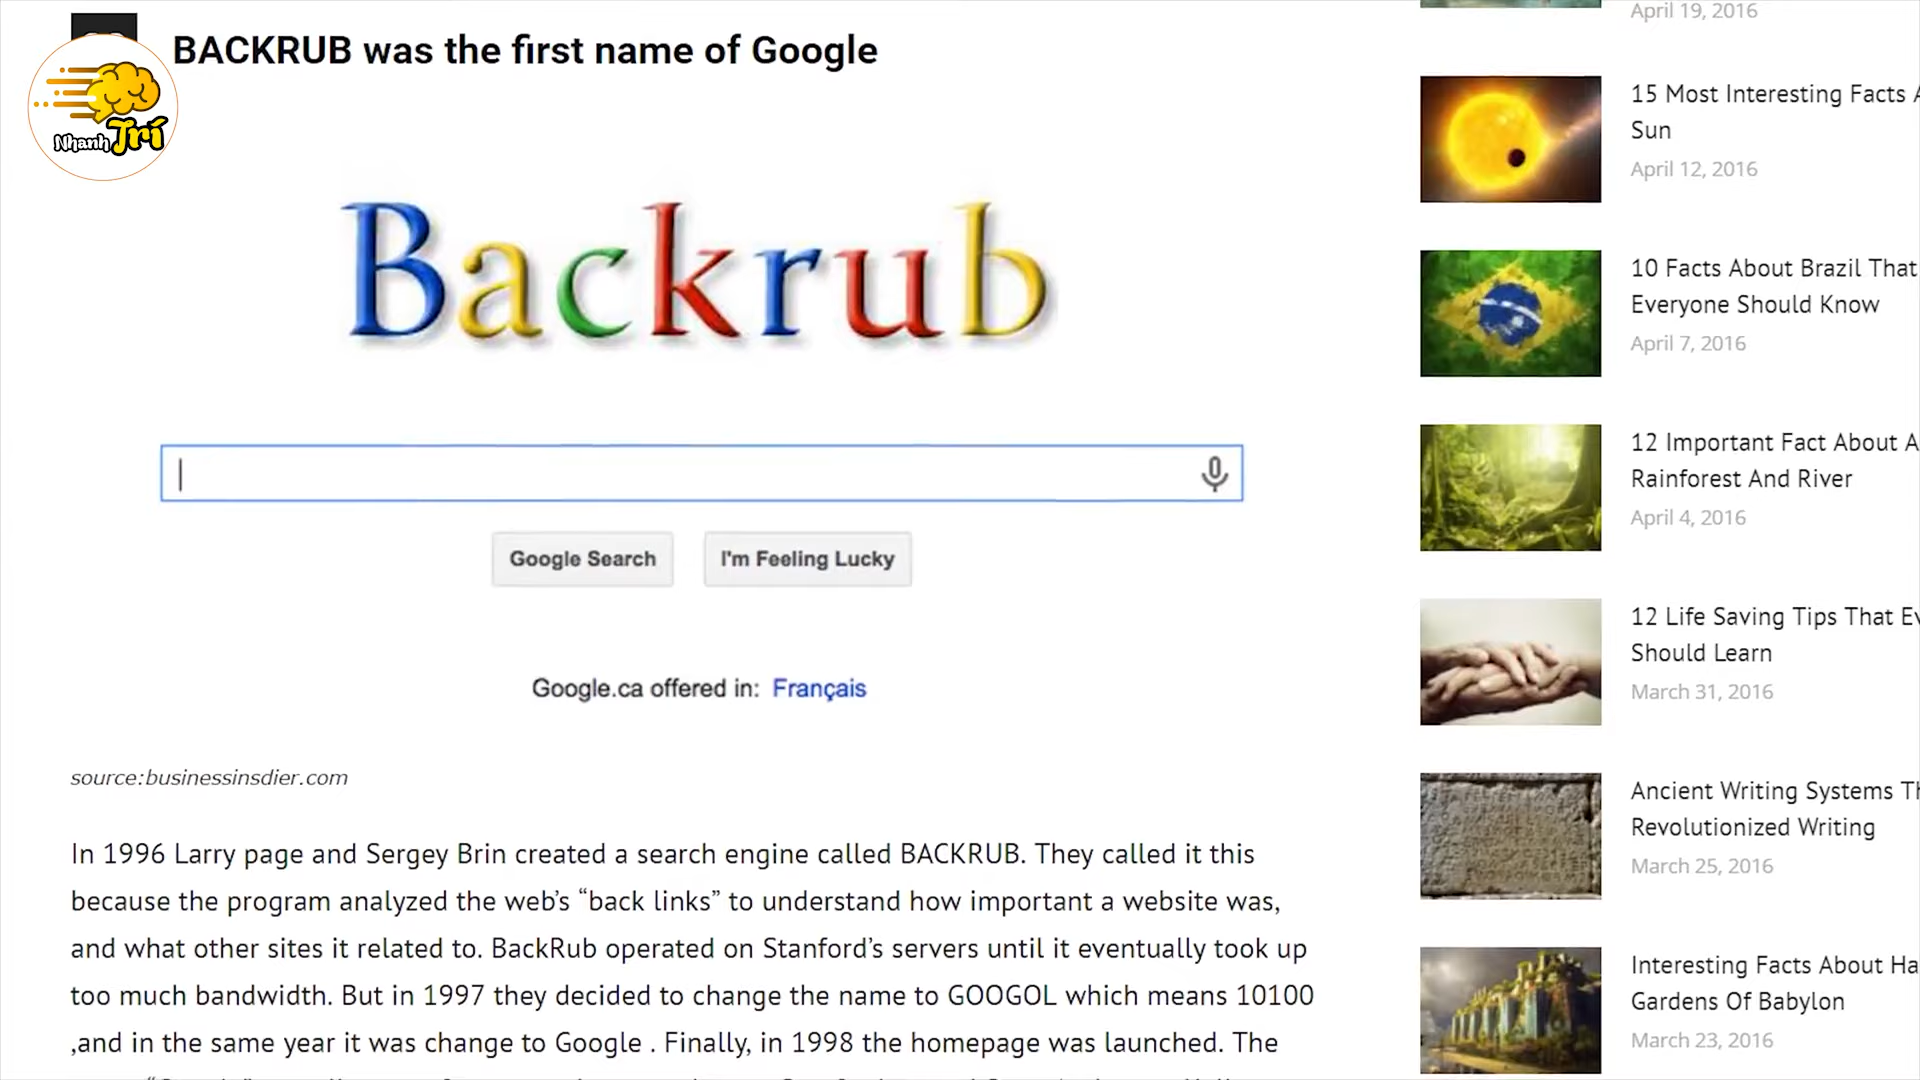 BACKRUB was the first name of Google
Nhanh Trí
Backrub
Google Search
I'm Feeling Lucky
Google.ca offered in: Français
source:businessinsdier.com
In 1996 Larry page and Sergey Brin created a search engine called BACKRUB. They called it this
because the program analyzed the web’s “back links” to understand how important a website was,
and what other sites it related to. BackRub operated on Stanford’s servers until it eventually took up
too much bandwidth. But in 1997 they decided to change the name to GOOGOL which means 10100
,and in the same year it was change to Google . Finally, in 1998 the homepage was launched. The
April 19, 2016
15 Most Interesting Facts A
Sun
April 12, 2016
10 Facts About Brazil That
Everyone Should Know
April 7, 2016
12 Important Fact About A
Rainforest And River
April 4, 2016
12 Life Saving Tips That Ev
Should Learn
March 31, 2016
Ancient Writing Systems Th
Revolutionized Writing
March 25, 2016
Interesting Facts About Ha
Gardens Of Babylon
March 23, 2016